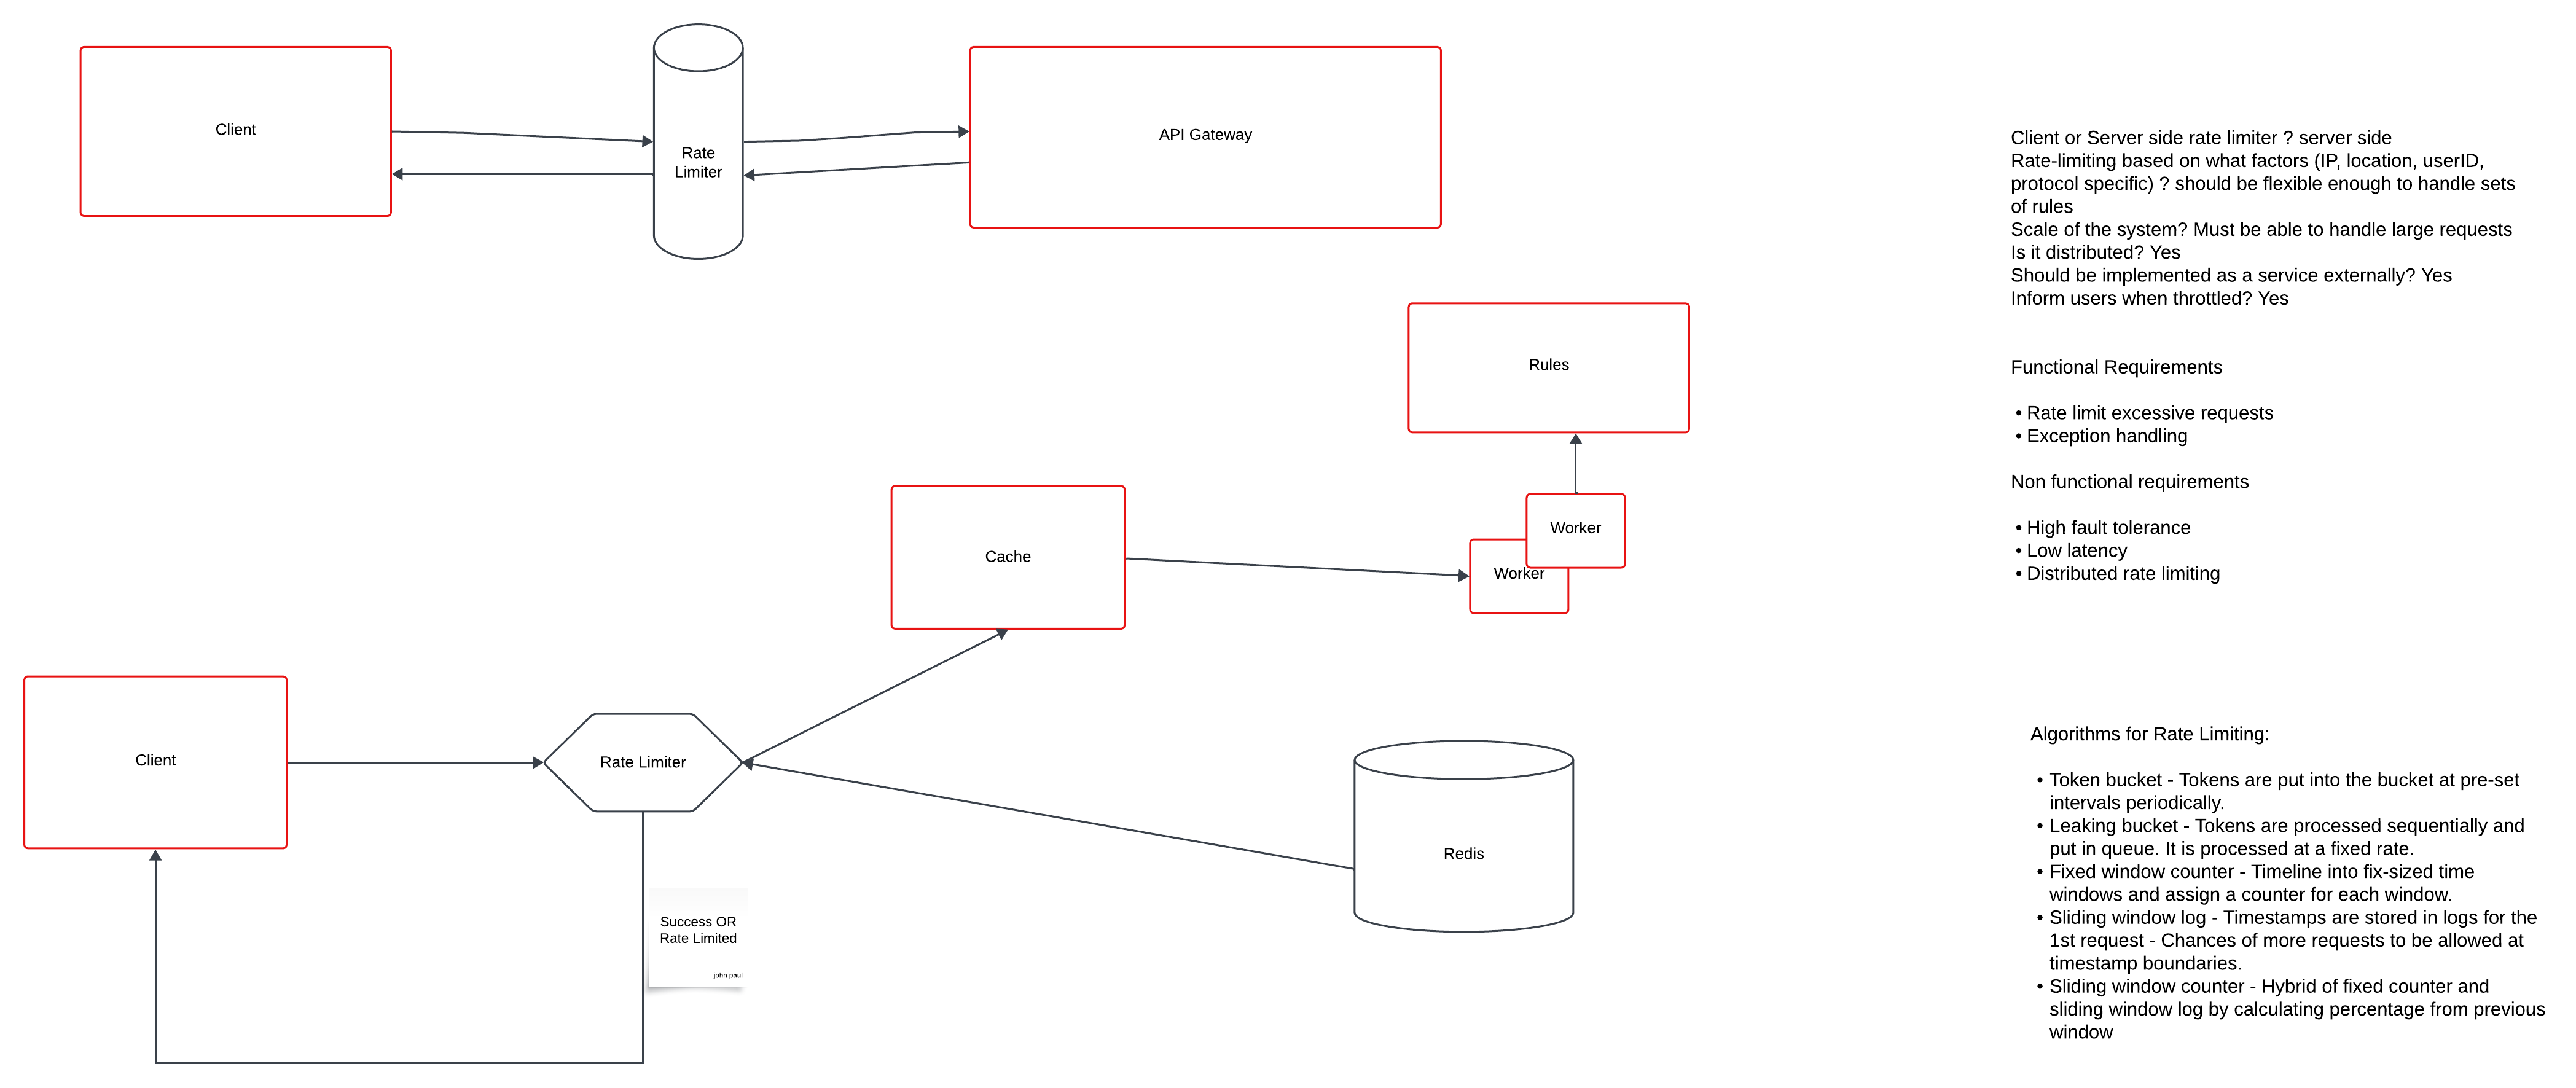 Client
Rate
Limiter
API Gateway
Client or Server side rate limiter ? server side
Rate-limiting based on what factors (IP, location, userID,
protocol specific) ? should be flexible enough to handle sets
of rules
Scale of the system? Must be able to handle large requests
Is it distributed? Yes
Should be implemented as a service externally? Yes
Inform users when throttled? Yes
Rules
Functional Requirements
• Rate limit excessive requests
• Exception handling
Non functional requirements
• High fault tolerance
• Low latency
• Distributed rate limiting
Worker
Cache
Worker
Client
Rate Limiter
Redis
Success OR
Rate Limited
john paul
Algorithms for Rate Limiting:
• Token bucket - Tokens are put into the bucket at pre-set
intervals periodically.
• Leaking bucket - Tokens are processed sequentially and
put in queue. It is processed at a fixed rate.
• Fixed window counter - Timeline into fix-sized time
windows and assign a counter for each window.
• Sliding window log - Timestamps are stored in logs for the
1st request - Chances of more requests to be allowed at
timestamp boundaries.
• Sliding window counter - Hybrid of fixed counter and
sliding window log by calculating percentage from previous
window